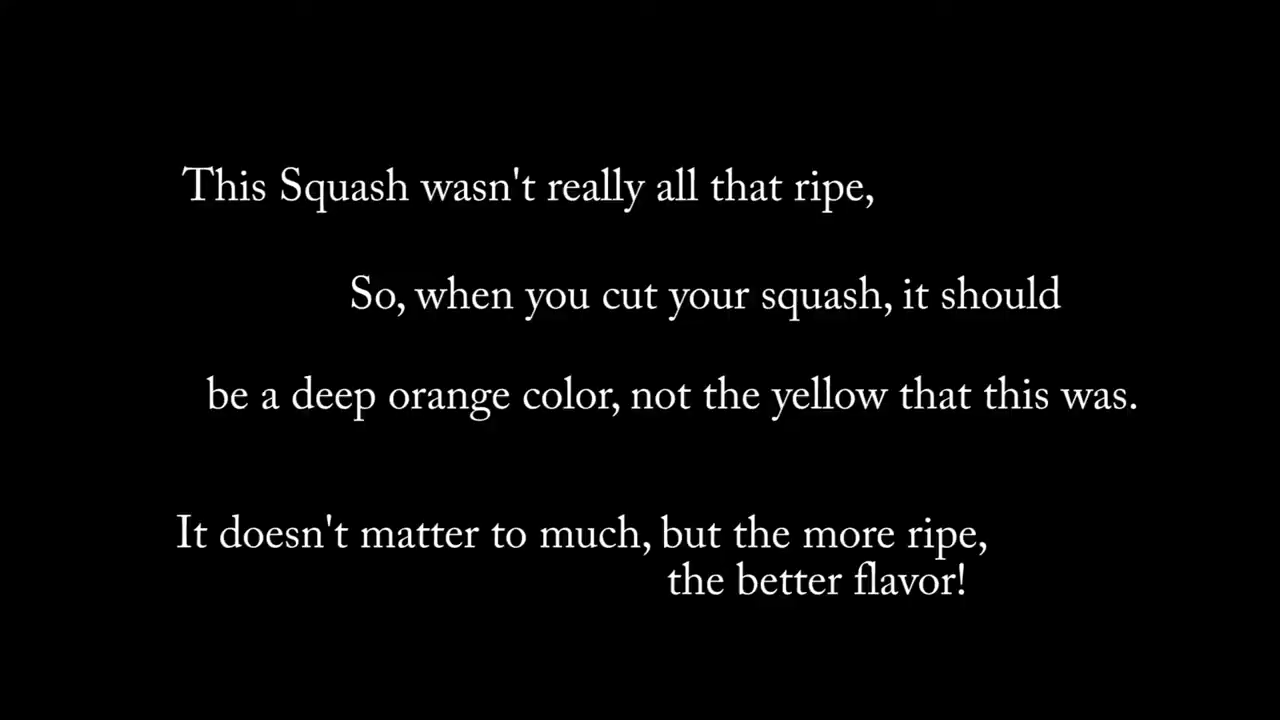 This Squash wasn't really all that ripe,
So, when you cut your squash, it should
be a deep orange color, not the yellow that this was.
It doesn't matter to much, but the more ripe,
the better flavor!